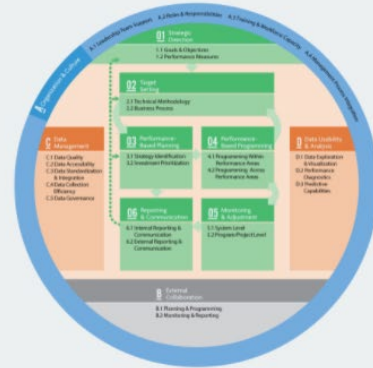 A Organization & Culture
A.1 Leadership Team Support
A.2 Roles & Responsibilities
A.3 Training & Workforce Capacity
A.4 Management Process Integration
01 Strategic
Direction
1.1 Goals & Objectives
1.2 Performance Measures
02 Target
Setting
2.1 Technical Methodology
2.2 Business Process
C Data
Management
C.1 Data Quality
C.2 Data Accessibility
C.3 Data Standardization
& Integration
C.4 Data Collection
Efficiency
C.5 Data Governance
03 Performance-
Based Planning
3.1 Strategy Identification
3.2 Investment Prioritization
04 Performance-
Based Programming
4.1 Programming Within
Performance Areas
4.2 Programming Across
Performance Areas
D Data Usability
& Analysis
D.1 Data Exploration
& Visualization
D.2 Performance
Diagnostics
D.3 Predictive
Capabilities
06 Reporting
& Communication
6.1 Internal Reporting &
Communication
6.2 External Reporting &
Communication
05 Monitoring
& Adjustment
5.1 System Level
5.2 Program/Project Level
B External
Collaboration
B.1 Planning & Programming
B.2 Monitoring & Reporting